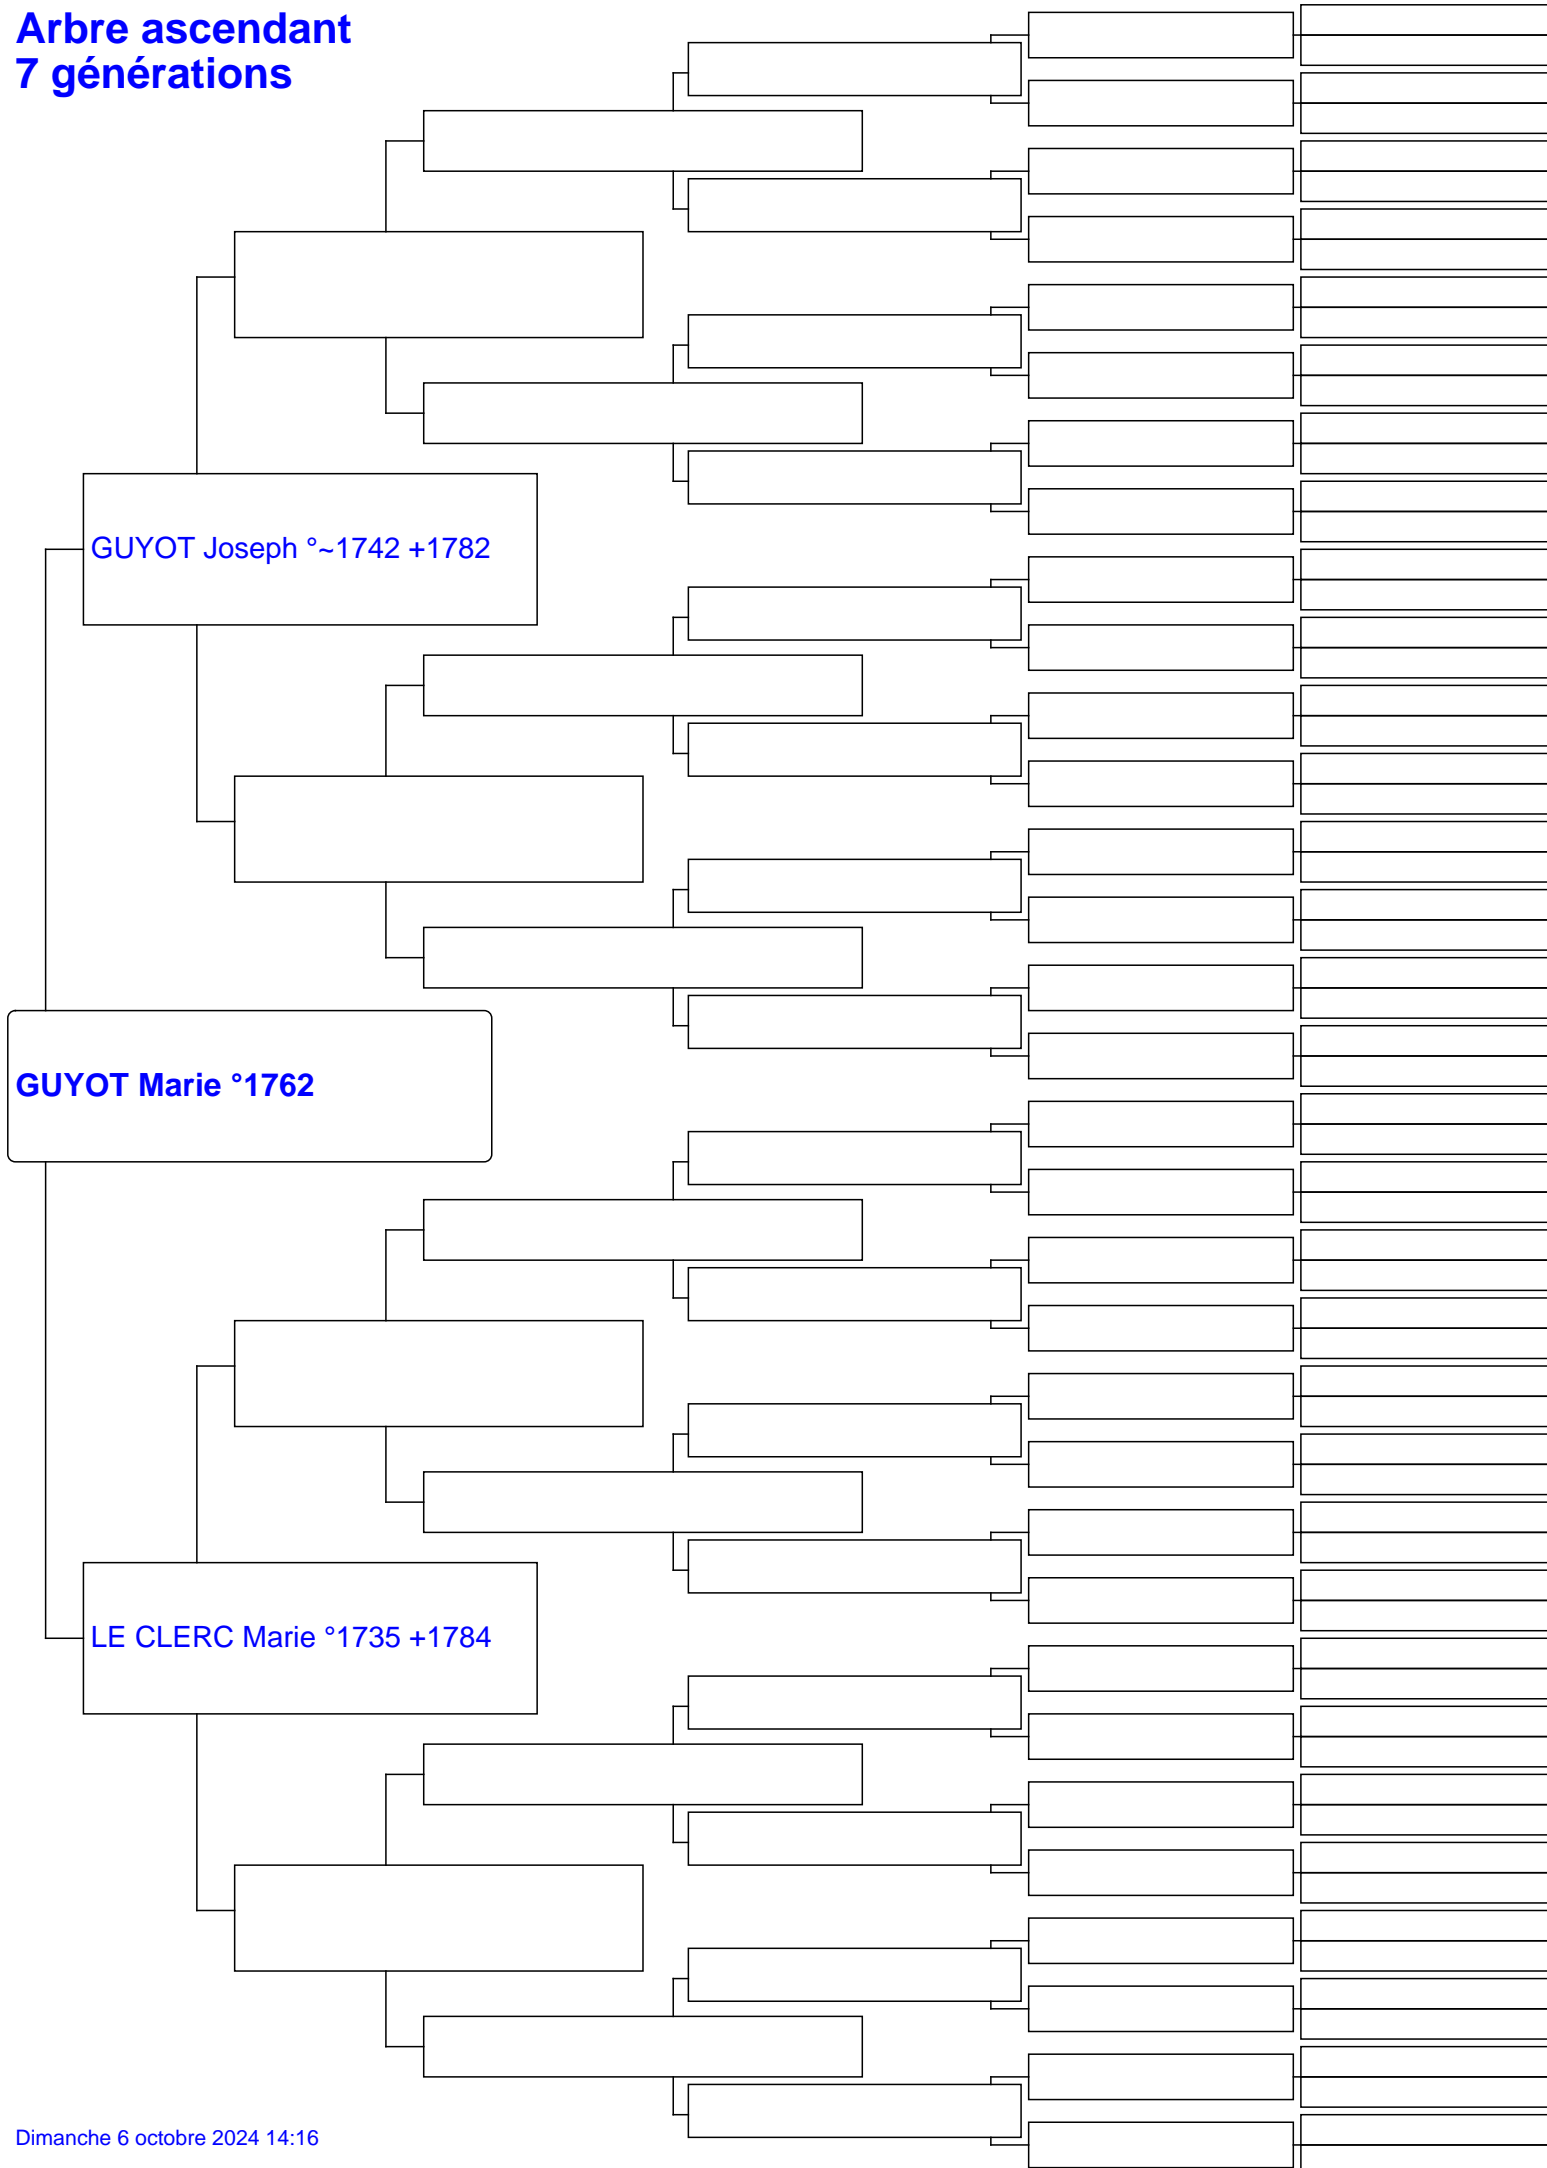 Arbre ascendant
7 générations
GUYOT Joseph °~1742 +1782
GUYOT Marie °1762
LE CLERC Marie °1735 +1784
Dimanche 6 octobre 2024 14:16